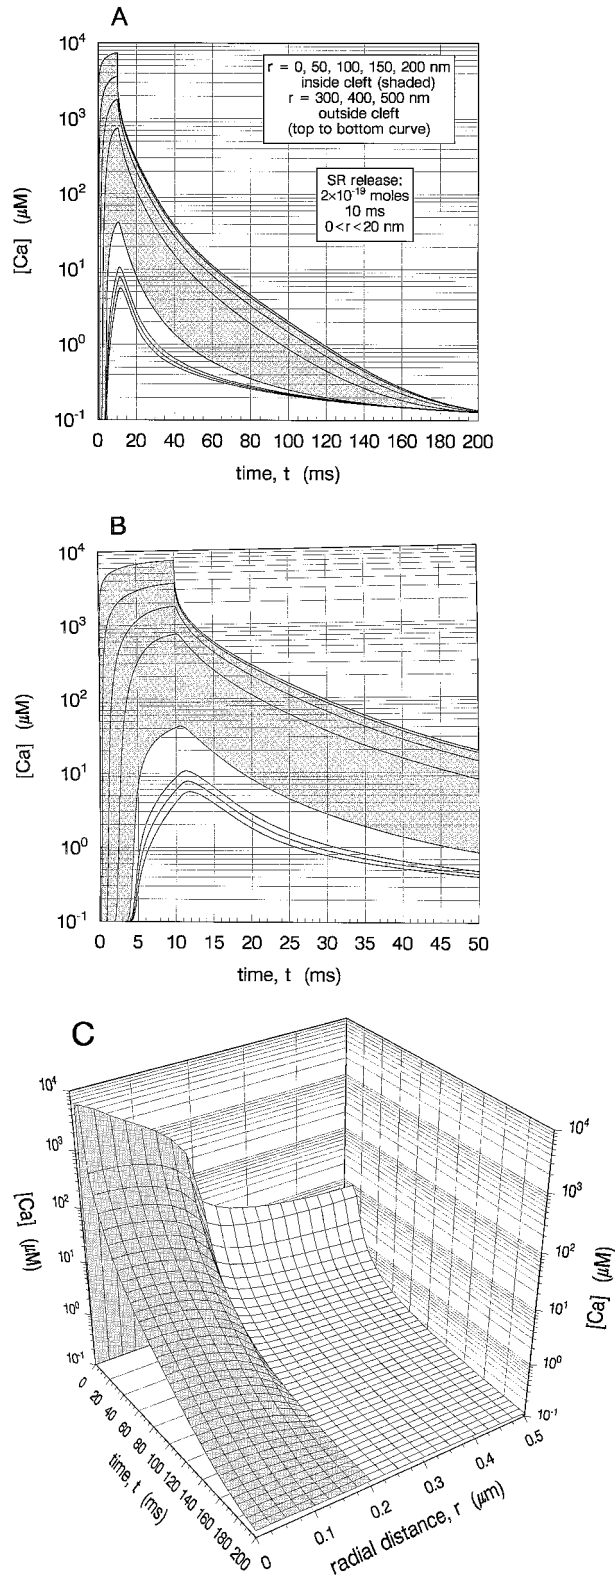 A
10⁴
10³
10²
10¹
10⁰
10⁻¹
[Ca] (µM)
r = 0, 50, 100, 150, 200 nm
inside cleft (shaded)
r = 300, 400, 500 nm
outside cleft
(top to bottom curve)
SR release:
2×10⁻¹⁹ moles
10 ms
0<r<20 nm
0 20 40 60 80 100 120 140 160 180 200
time, t (ms)
B
10⁴
10³
10²
10¹
10⁰
10⁻¹
[Ca] (µM)
0 5 10 15 20 25 30 35 40 45 50
time, t (ms)
C
10⁴
10³
10²
10¹
10⁰
10⁻¹
[Ca] (µM)
10⁴
10³
10²
10¹
10⁰
10⁻¹
[Ca] (µM)
0 20 40 60 80 100 120 140 160 180 200
time, t (ms)
0 0.1 0.2 0.3 0.4 0.5
radial distance, r (µm)